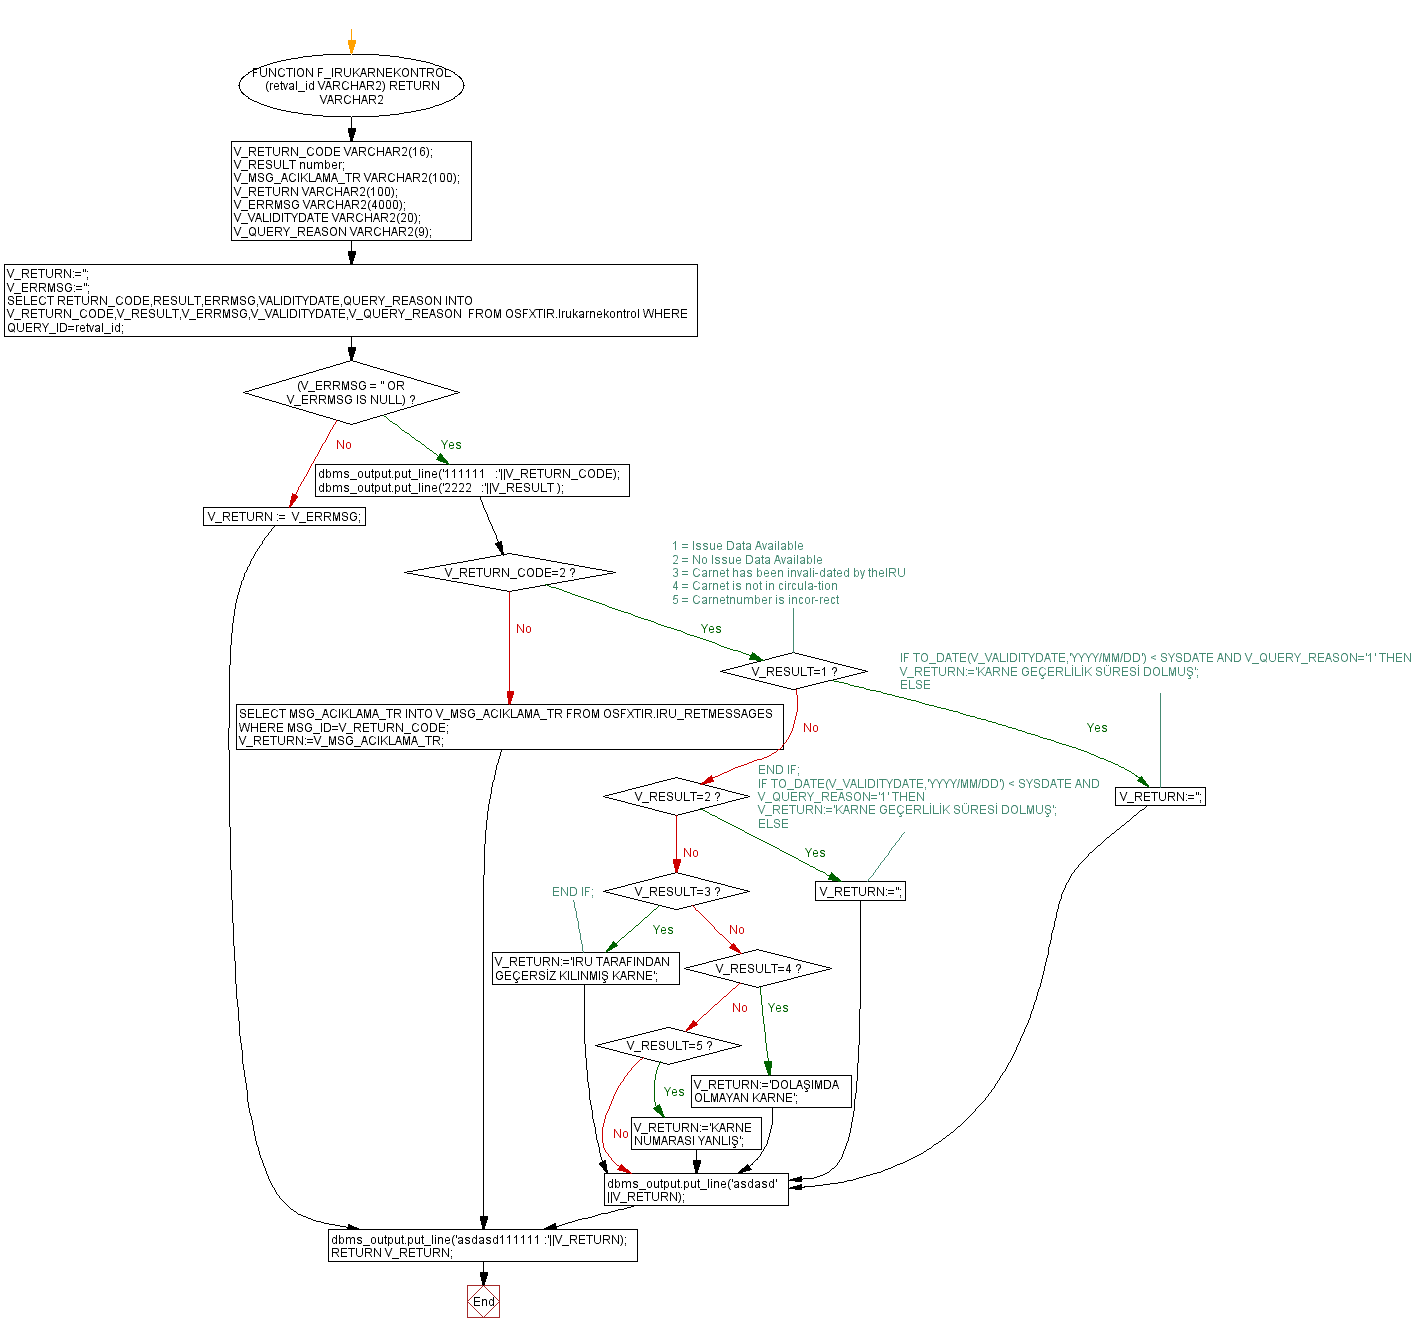 FUNCTION F_IRUKARNEKONTROL
(retval_id VARCHAR2) RETURN
VARCHAR2
V_RETURN_CODE VARCHAR2(16);
V_RESULT number;
V_MSG_ACIKLAMA_TR VARCHAR2(100);
V_RETURN VARCHAR2(100);
V_ERRMSG VARCHAR2(4000);
V_VALIDITYDATE VARCHAR2(20);
V_QUERY_REASON VARCHAR2(9);
V_RETURN:='';
V_ERRMSG:='';
SELECT RETURN_CODE,RESULT,ERRMSG,VALIDITYDATE,QUERY_REASON INTO
V_RETURN_CODE,V_RESULT,V_ERRMSG,V_VALIDITYDATE,V_QUERY_REASON  FROM OSFXTIR.Irukarnekontrol WHERE
QUERY_ID=retval_id;
(V_ERRMSG = '' OR
V_ERRMSG IS NULL) ?
No
Yes
dbms_output.put_line('111111   :'||V_RETURN_CODE);
dbms_output.put_line('2222   :'||V_RESULT );
V_RETURN :=  V_ERRMSG;
V_RETURN_CODE=2 ?
1 = Issue Data Available
2 = No Issue Data Available
3 = Carnet has been invali-dated by theIRU
4 = Carnet is not in circula-tion
5 = Carnetnumber is incor-rect
No
Yes
V_RESULT=1 ?
IF TO_DATE(V_VALIDITYDATE,'YYYY/MM/DD') < SYSDATE AND V_QUERY_REASON='1' THEN
V_RETURN:='KARNE GEÇERLİLİK SÜRESİ DOLMUŞ';
ELSE
SELECT MSG_ACIKLAMA_TR INTO V_MSG_ACIKLAMA_TR FROM OSFXTIR.IRU_RETMESSAGES
WHERE MSG_ID=V_RETURN_CODE;
V_RETURN:=V_MSG_ACIKLAMA_TR;
No
Yes
END IF;
IF TO_DATE(V_VALIDITYDATE,'YYYY/MM/DD') < SYSDATE AND
V_QUERY_REASON='1' THEN
V_RETURN:='KARNE GEÇERLİLİK SÜRESİ DOLMUŞ';
ELSE
V_RESULT=2 ?
V_RETURN:='';
No
Yes
END IF;
V_RESULT=3 ?
V_RETURN:='';
Yes
No
V_RETURN:='IRU TARAFINDAN
GEÇERSİZ KILINMIŞ KARNE';
V_RESULT=4 ?
No
Yes
V_RESULT=5 ?
V_RETURN:='DOLAŞIMDA
OLMAYAN KARNE';
Yes
No
V_RETURN:='KARNE
NUMARASI YANLIŞ';
dbms_output.put_line('asdasd'
||V_RETURN);
dbms_output.put_line('asdasd111111 :'||V_RETURN);
RETURN V_RETURN;
End